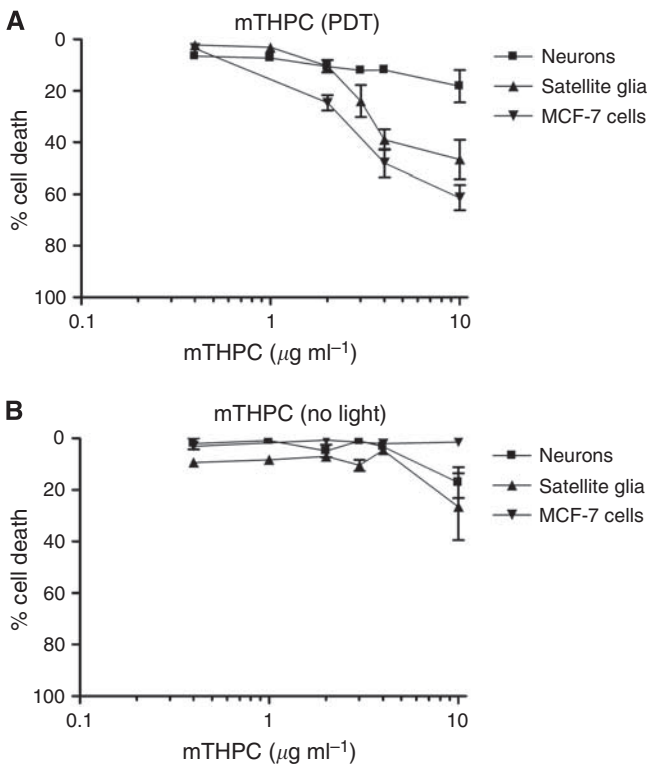 A
mTHPC (PDT)
0
20
40
60
80
100
% cell death
0.1
1
10
mTHPC (μg ml⁻¹)
Neurons
Satellite glia
MCF-7 cells
B
mTHPC (no light)
0
20
40
60
80
100
% cell death
0.1
1
10
mTHPC (μg ml⁻¹)
Neurons
Satellite glia
MCF-7 cells